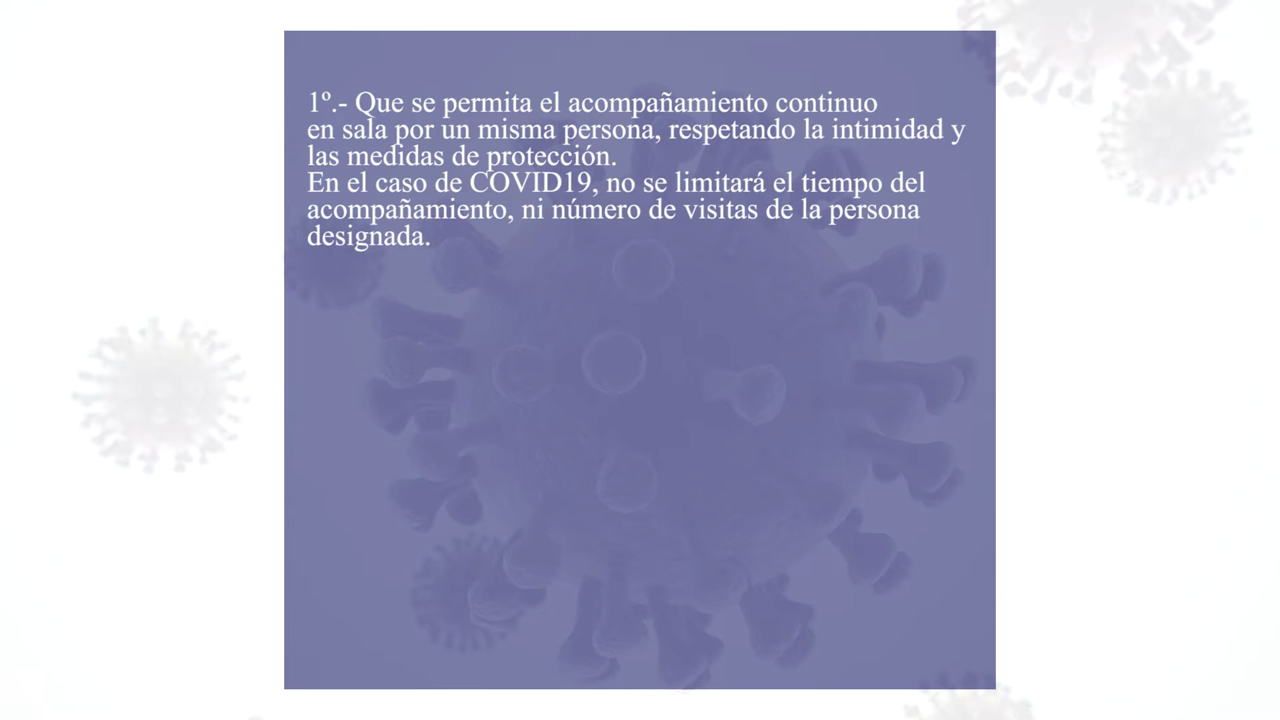 1º.- Que se permita el acompañamiento continuo
en sala por un misma persona, respetando la intimidad y
las medidas de protección.
En el caso de COVID19, no se limitará el tiempo del
acompañamiento, ni número de visitas de la persona
designada.